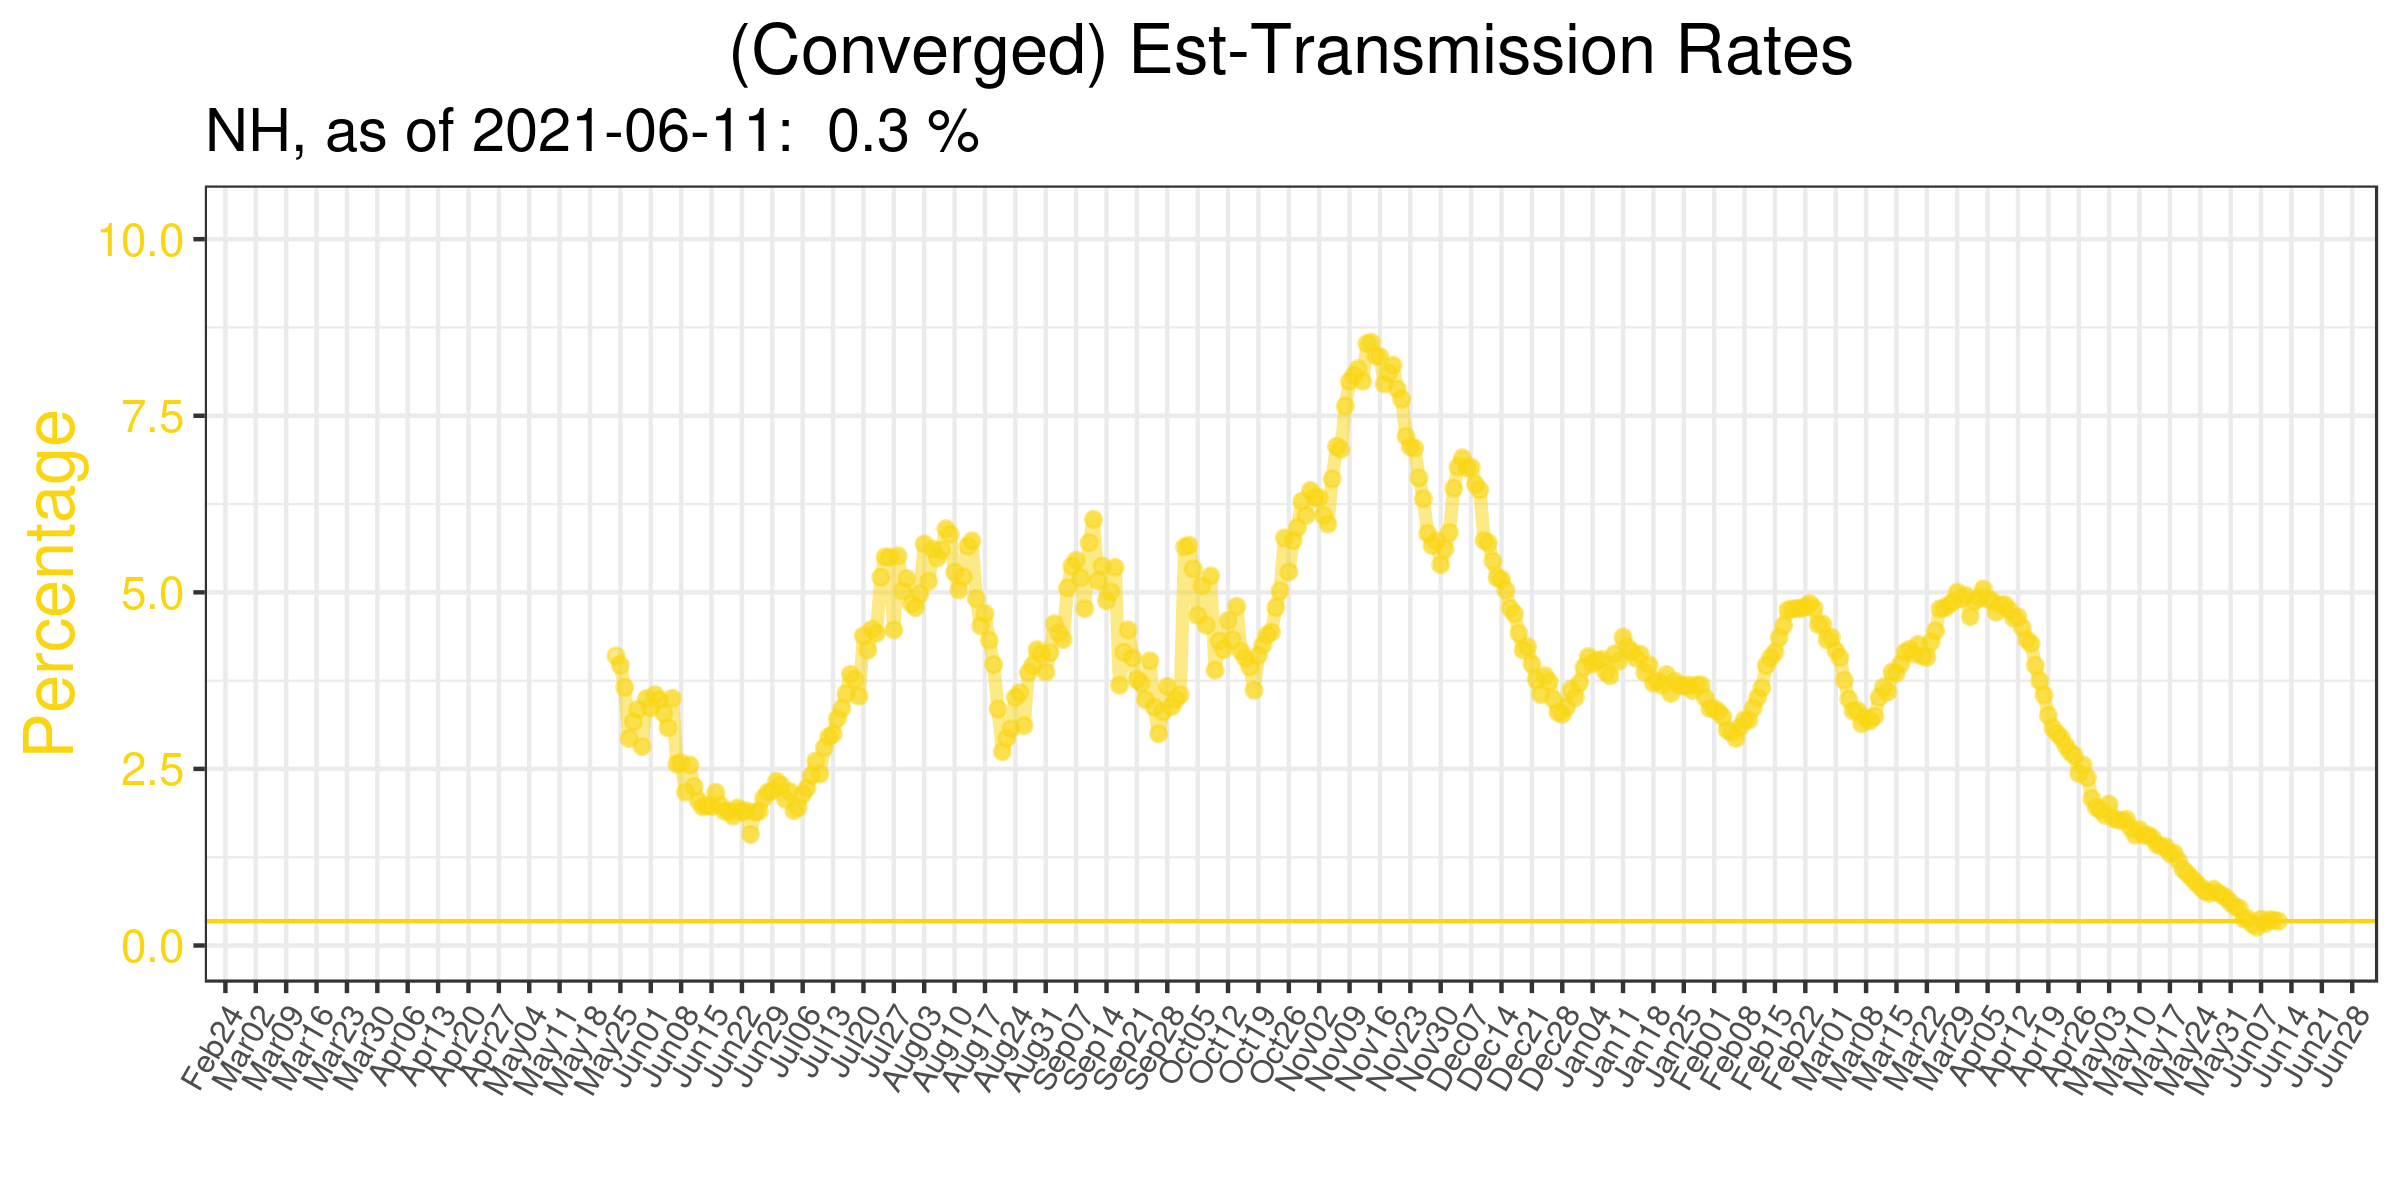 (Converged) Est-Transmission Rates
NH, as of 2021-06-11:  0.3 %
Percentage
10.0
7.5
5.0
2.5
0.0
Feb24
Mar02
Mar09
Mar16
Mar23
Mar30
Apr06
Apr13
Apr20
Apr27
May04
May11
May18
May25
Jun01
Jun08
Jun15
Jun22
Jun29
Jul06
Jul13
Jul20
Jul27
Aug03
Aug10
Aug17
Aug24
Aug31
Sep07
Sep14
Sep21
Sep28
Oct05
Oct12
Oct19
Oct26
Nov02
Nov09
Nov16
Nov23
Nov30
Dec07
Dec14
Dec21
Dec28
Jan04
Jan11
Jan18
Jan25
Feb01
Feb08
Feb15
Feb22
Mar01
Mar08
Mar15
Mar22
Mar29
Apr05
Apr12
Apr19
Apr26
May03
May10
May17
May24
May31
Jun07
Jun14
Jun21
Jun28